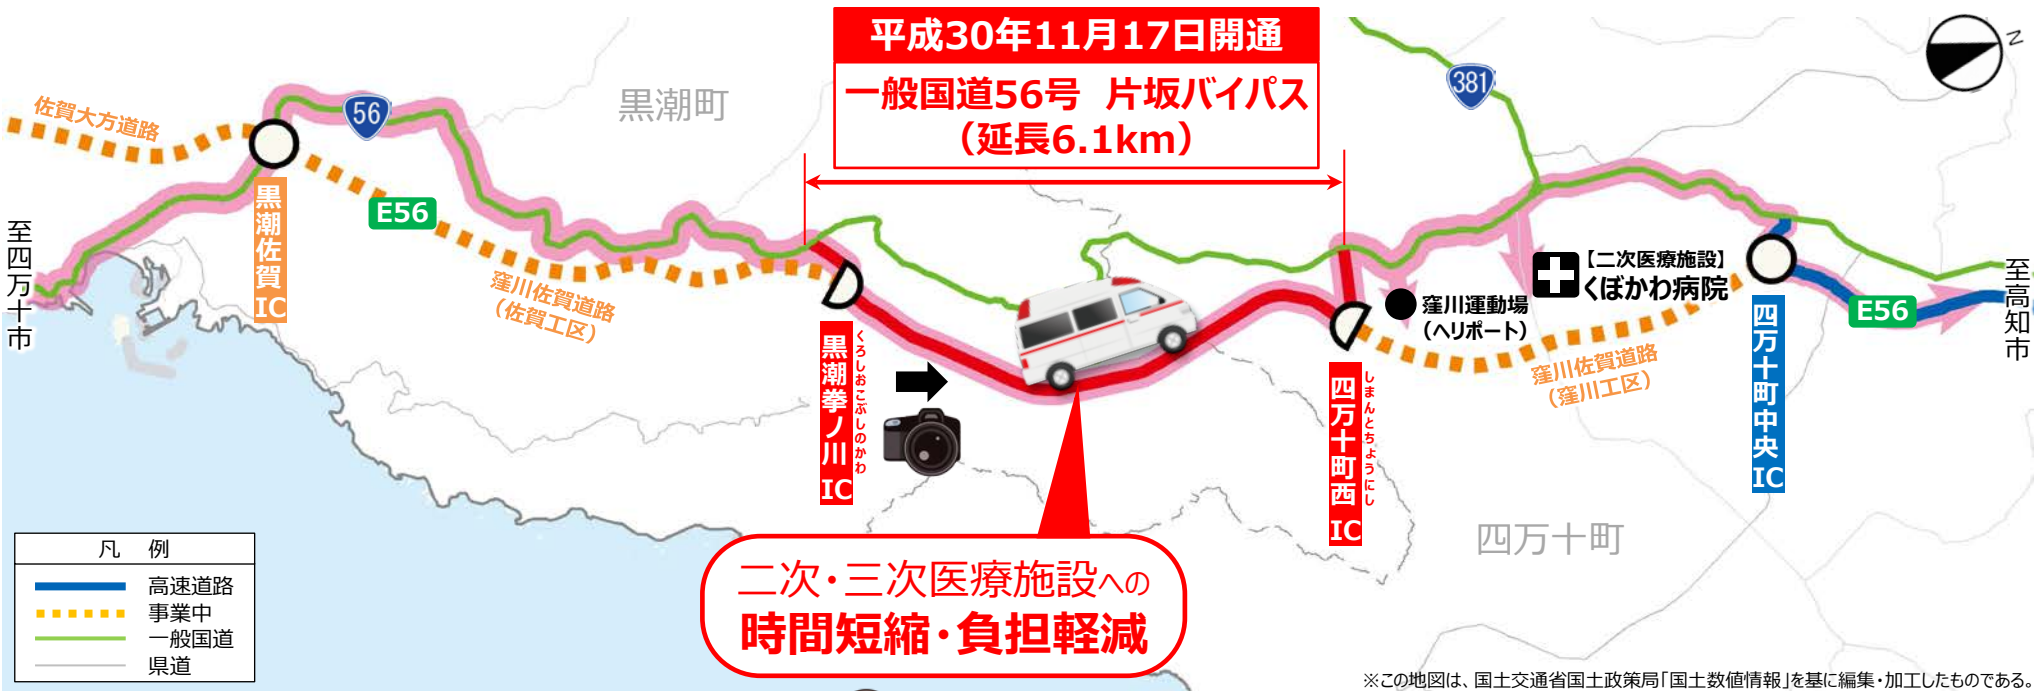 平成30年11月17日開通
一般国道56号 片坂バイパス
（延長6.1km）
N
381
56
黒潮町
佐賀大方道路
黒潮佐賀IC
E56
至四万十市
窪川佐賀道路
（佐賀工区）
黒潮拳ノ川IC
くろしおこぶしのかわ
四万十町西IC
しまんとちょうにし
窪川運動場
（ヘリポート）
【二次医療施設】
くぼかわ病院
窪川佐賀道路
（窪川工区）
四万十町中央IC
E56
至高知市
四万十町
二次・三次医療施設への
時間短縮・負担軽減
凡 例
高速道路
事業中
一般国道
県道
※この地図は、国土交通省国土政策局「国土数値情報」を基に編集・加工したものである。